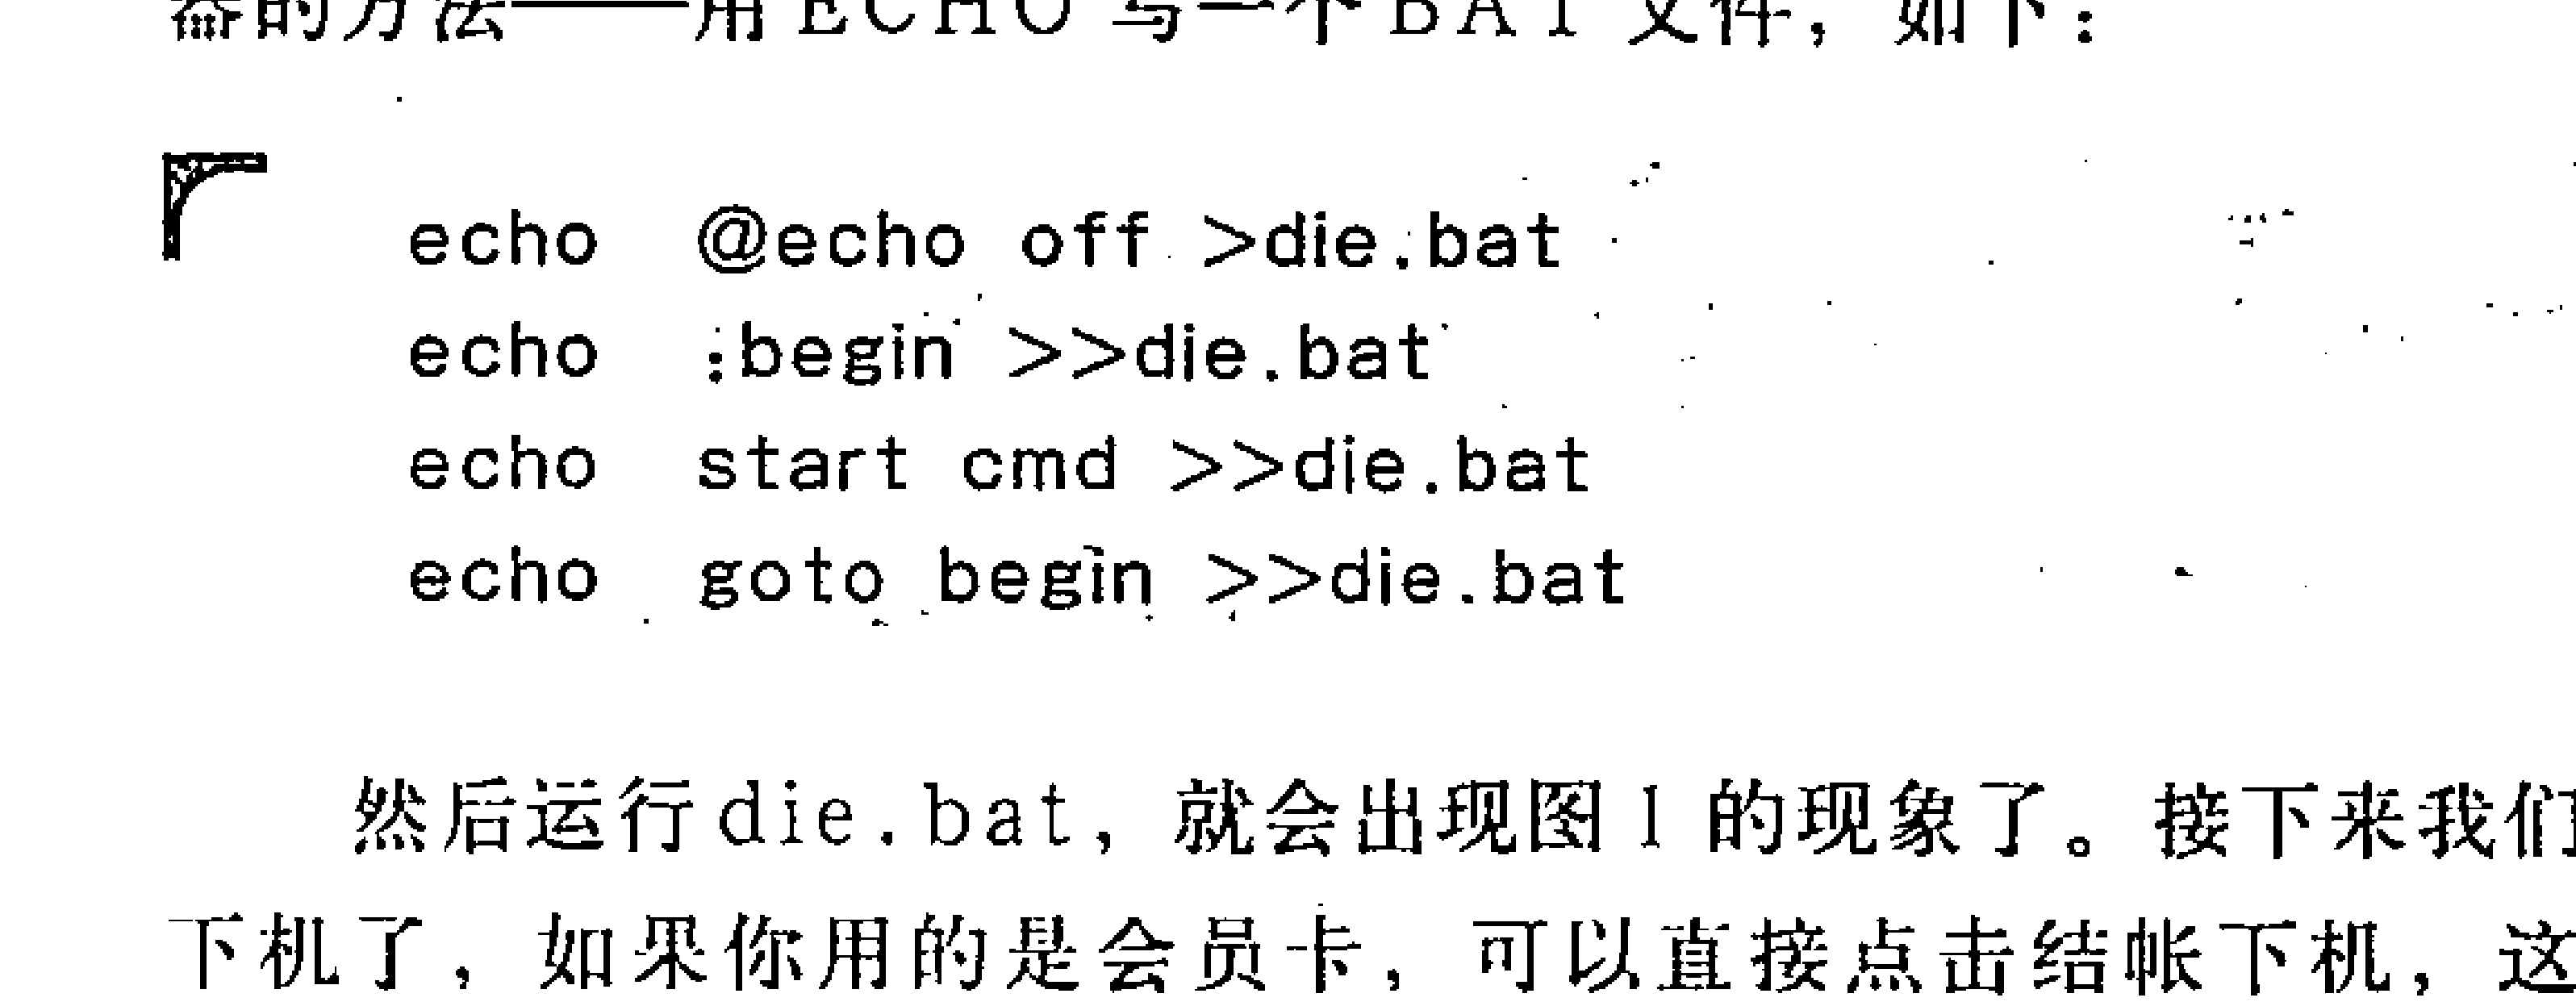 器的方法——用ECHO写一个BAT文件，如下：
echo  @echo off >die.bat
echo  :begin >>die.bat
echo  start cmd >>die.bat
echo  goto begin >>die.bat
然后运行die.bat，就会出现图1的现象了。接下来我们
下机了，如果你用的是会员卡，可以直接点击结帐下机，这